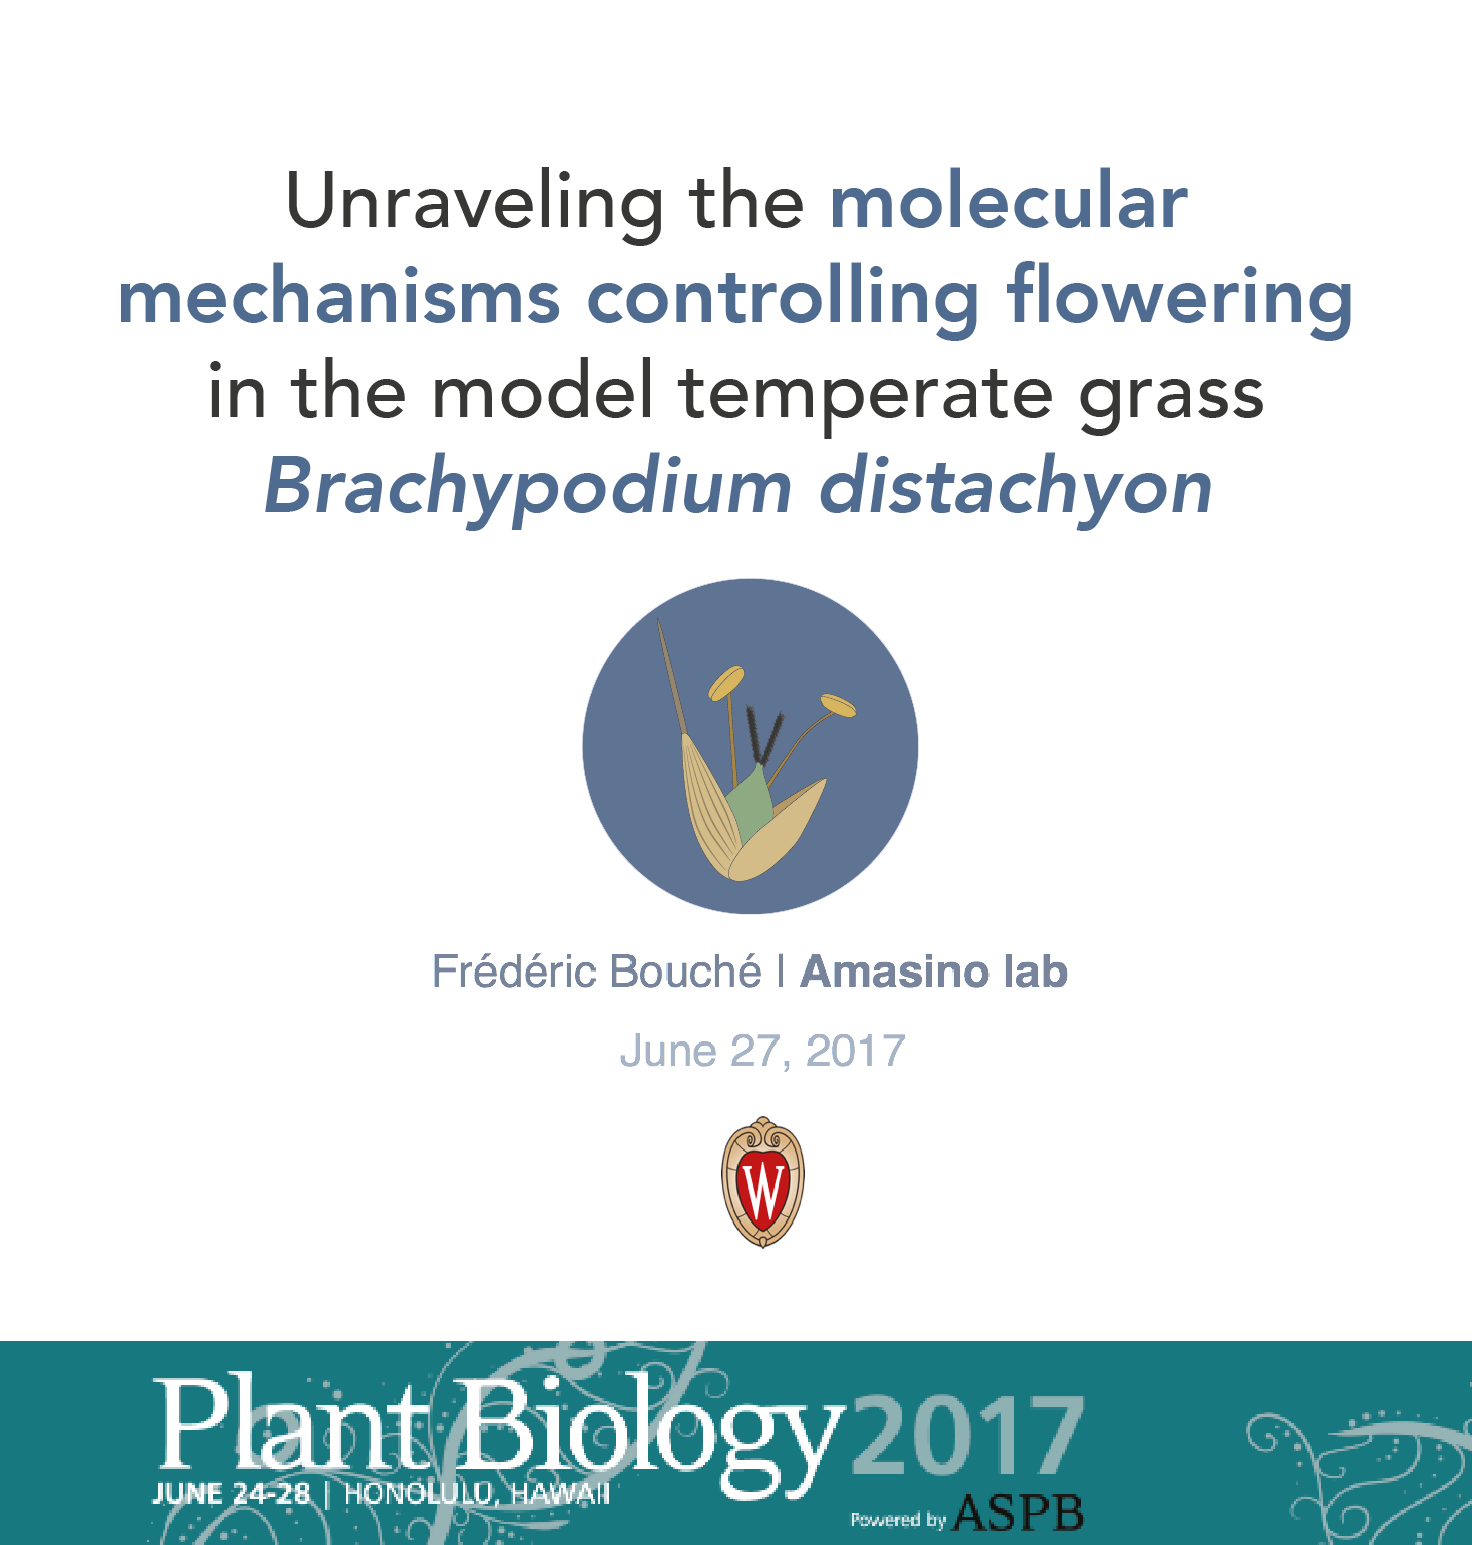 Unraveling the molecular
mechanisms controlling flowering
in the model temperate grass
Brachypodium distachyon
Frédéric Bouché | Amasino lab
June 27, 2017
W
Plant Biology 2017
JUNE 24-28 | HONOLULU, HAWAII
Powered by ASPB